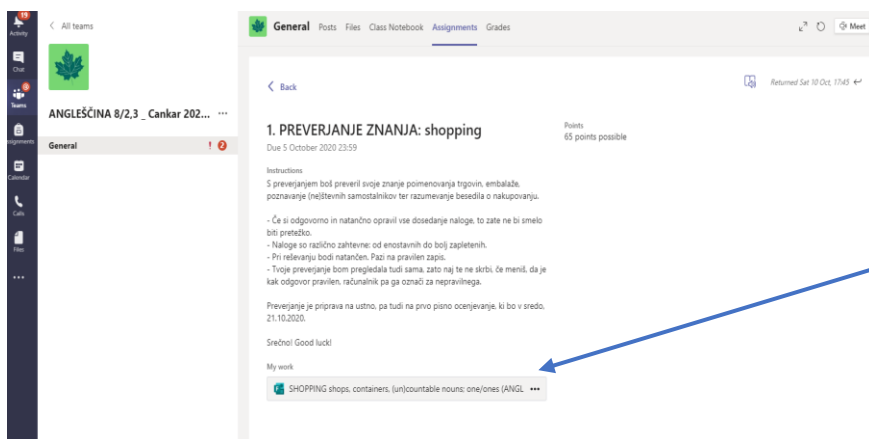 19
Activity
Chat
3
Teams
Assignments
Calendar
Calls
Files
...
< All teams
ANGLEŠČINA 8/2,3 _ Cankar 202... ...
General ! 2
General Posts Files Class Notebook Assignments Grades Meet
< Back
Returned Sat 10 Oct, 17:45
1. PREVERJANJE ZNANJA: shopping
Due 5 October 2020 23:59
Points
65 points possible
Instructions
S preverjanjem boš preveril svoje znanje poimenovanja trgovin, embalaže,
poznavanje (ne)števnih samostalnikov ter razumevanje besedila o nakupovanju.
- Če si odgovorno in natančno opravil vse dosedanje naloge, to zate ne bi smelo
biti pretežko.
- Naloge so različno zahtevne: od enostavnih do bolj zapletenih.
- Pri reševanju bodi natančen. Pazi na pravilen zapis.
- Tvoje preverjanje bom pregledala tudi sama, zato naj te ne skrbi, če meniš, da je
kak odgovor pravilen, računalnik pa ga označi za nepravilnega.
Preverjanje je priprava na ustno, pa tudi na prvo pisno ocenjevanje, ki bo v sredo,
21.10.2020.
Srečno! Good luck!
My work
SHOPPING shops, containers, (un)countable nouns; one/ones (ANGL ...